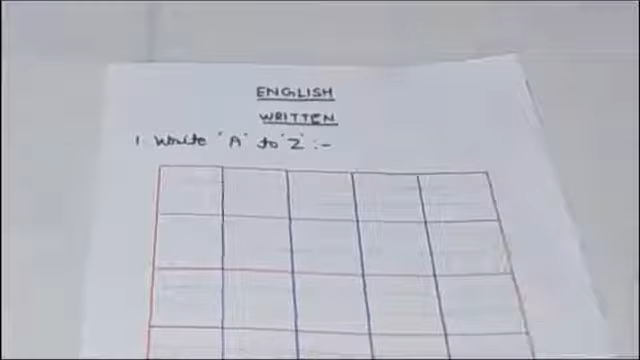 ENGLISH
WRITTEN
1. Write 'A' to 'Z' :-